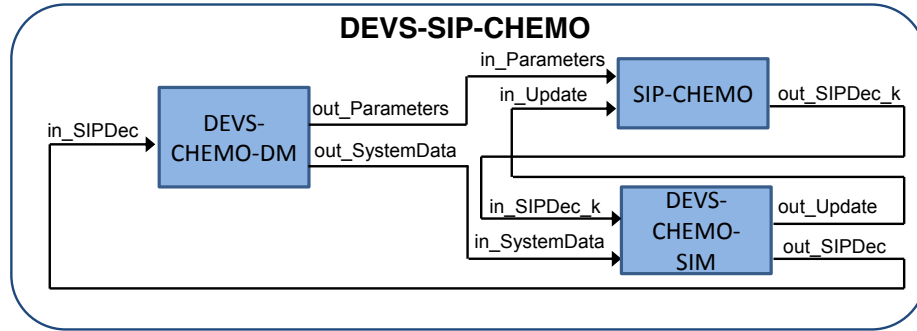 DEVS-SIP-CHEMO
in_Parameters
in_Update
SIP-CHEMO
out_SIPDec_k
in_SIPDec
DEVS-
CHEMO-DM
out_Parameters
out_SystemData
in_SIPDec_k
in_SystemData
DEVS-
CHEMO-
SIM
out_Update
out_SIPDec